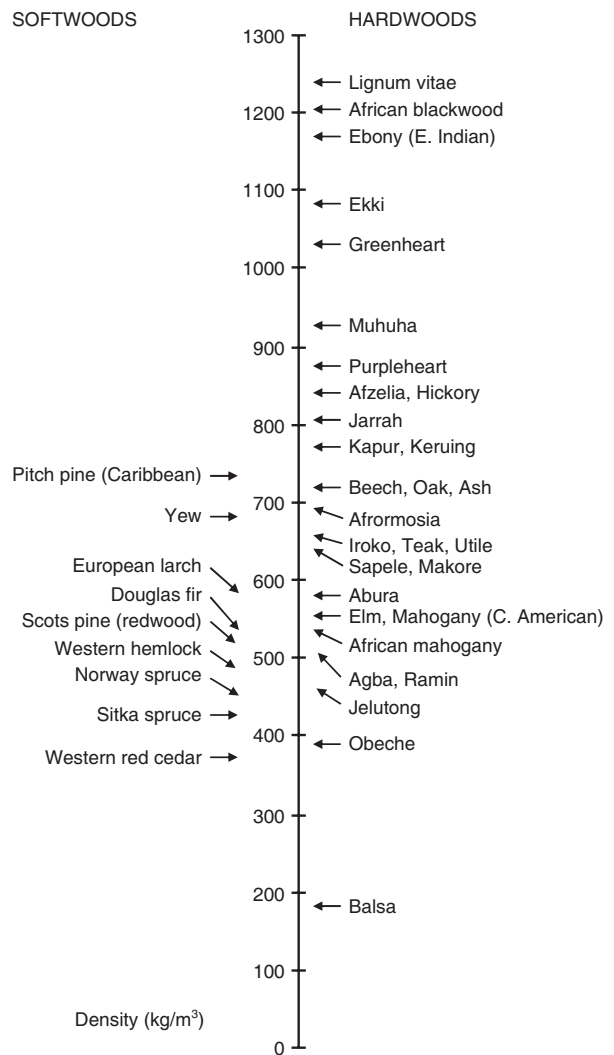 SOFTWOODS
HARDWOODS
1300
Lignum vitae
African blackwood
1200
Ebony (E. Indian)
1100
Ekki
Greenheart
1000
Muhuha
900
Purpleheart
Afzelia, Hickory
Jarrah
800
Kapur, Keruing
Pitch pine (Caribbean)
Beech, Oak, Ash
700
Yew
Afrormosia
Iroko, Teak, Utile
European larch
Sapele, Makore
600
Douglas fir
Abura
Scots pine (redwood)
Elm, Mahogany (C. American)
Western hemlock
African mahogany
500
Norway spruce
Agba, Ramin
Jelutong
Sitka spruce
400
Obeche
Western red cedar
300
200
Balsa
100
Density (kg/m³)
0